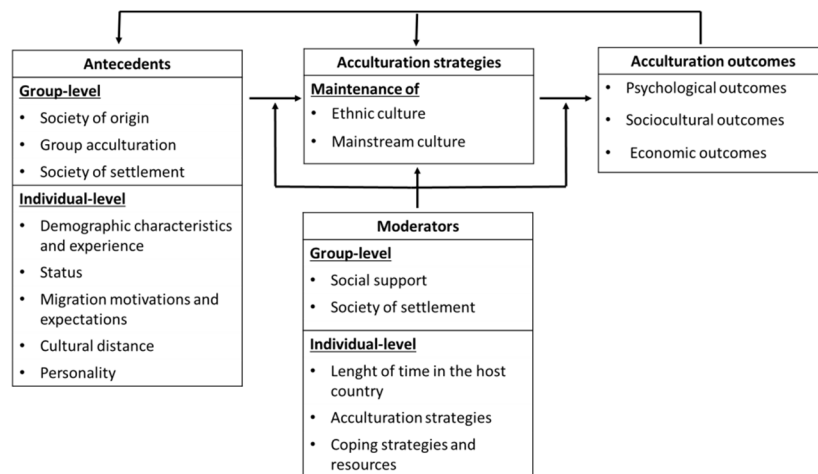 Antecedents
Group-level
• Society of origin
• Group acculturation
• Society of settlement
Individual-level
• Demographic characteristics
and experience
• Status
• Migration motivations and
expectations
• Cultural distance
• Personality
Acculturation strategies
Maintenance of
• Ethnic culture
• Mainstream culture
Acculturation outcomes
• Psychological outcomes
• Sociocultural outcomes
• Economic outcomes
Moderators
Group-level
• Social support
• Society of settlement
Individual-level
• Lenght of time in the host
country
• Acculturation strategies
• Coping strategies and
resources